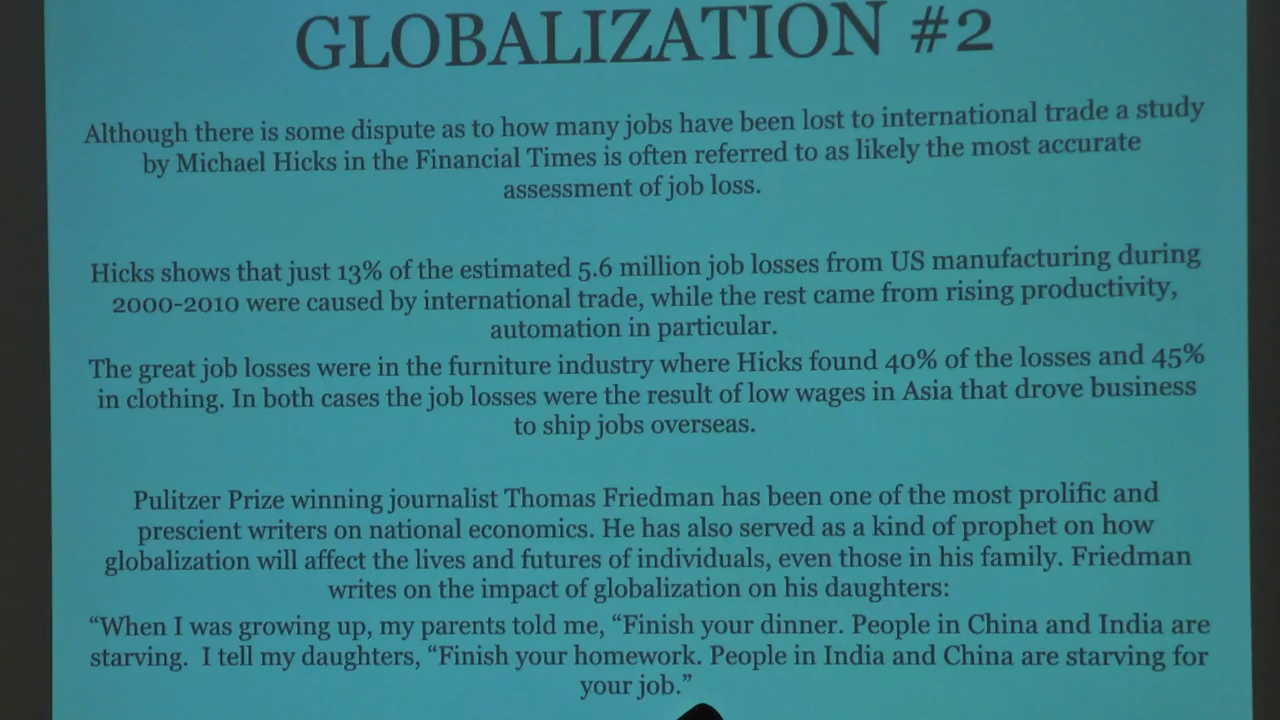 GLOBALIZATION #2
Although there is some dispute as to how many jobs have been lost to international trade a study
by Michael Hicks in the Financial Times is often referred to as likely the most accurate
assessment of job loss.
Hicks shows that just 13% of the estimated 5.6 million job losses from US manufacturing during
2000-2010 were caused by international trade, while the rest came from rising productivity,
automation in particular.
The great job losses were in the furniture industry where Hicks found 40% of the losses and 45%
in clothing. In both cases the job losses were the result of low wages in Asia that drove business
to ship jobs overseas.
Pulitzer Prize winning journalist Thomas Friedman has been one of the most prolific and
prescient writers on national economics. He has also served as a kind of prophet on how
globalization will affect the lives and futures of individuals, even those in his family. Friedman
writes on the impact of globalization on his daughters:
“When I was growing up, my parents told me, “Finish your dinner. People in China and India are
starving. I tell my daughters, “Finish your homework. People in India and China are starving for
your job.”